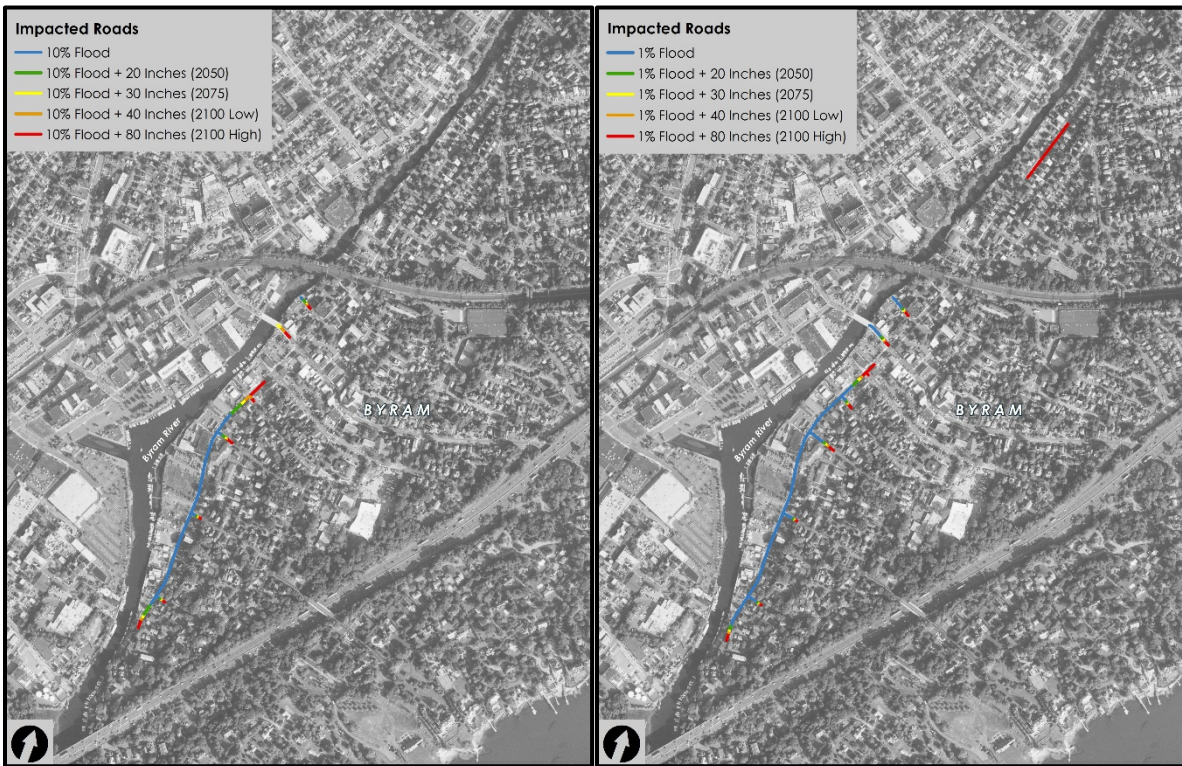 Impacted Roads
10% Flood
10% Flood + 20 Inches (2050)
10% Flood + 30 Inches (2075)
10% Flood + 40 Inches (2100 Low)
10% Flood + 80 Inches (2100 High)
BYRAM
Byram River
Impacted Roads
1% Flood
1% Flood + 20 Inches (2050)
1% Flood + 30 Inches (2075)
1% Flood + 40 Inches (2100 Low)
1% Flood + 80 Inches (2100 High)
BYRAM
Byram River